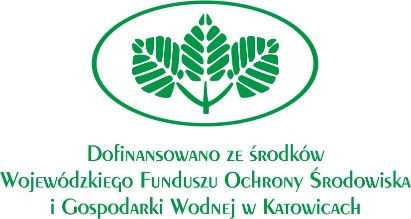 Dofinansowano ze środków
Wojewódzkiego Funduszu Ochrony Środowiska
i Gospodarki Wodnej w Katowicach